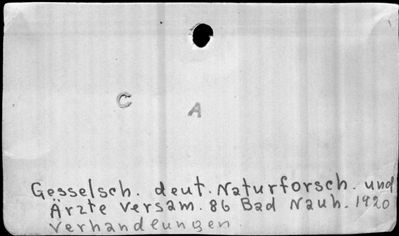 C A
Gesselsch. deut. Naturforsch. und
Ärzte Versam. 86 Bad Nauh. 1920
Verhandlungen.